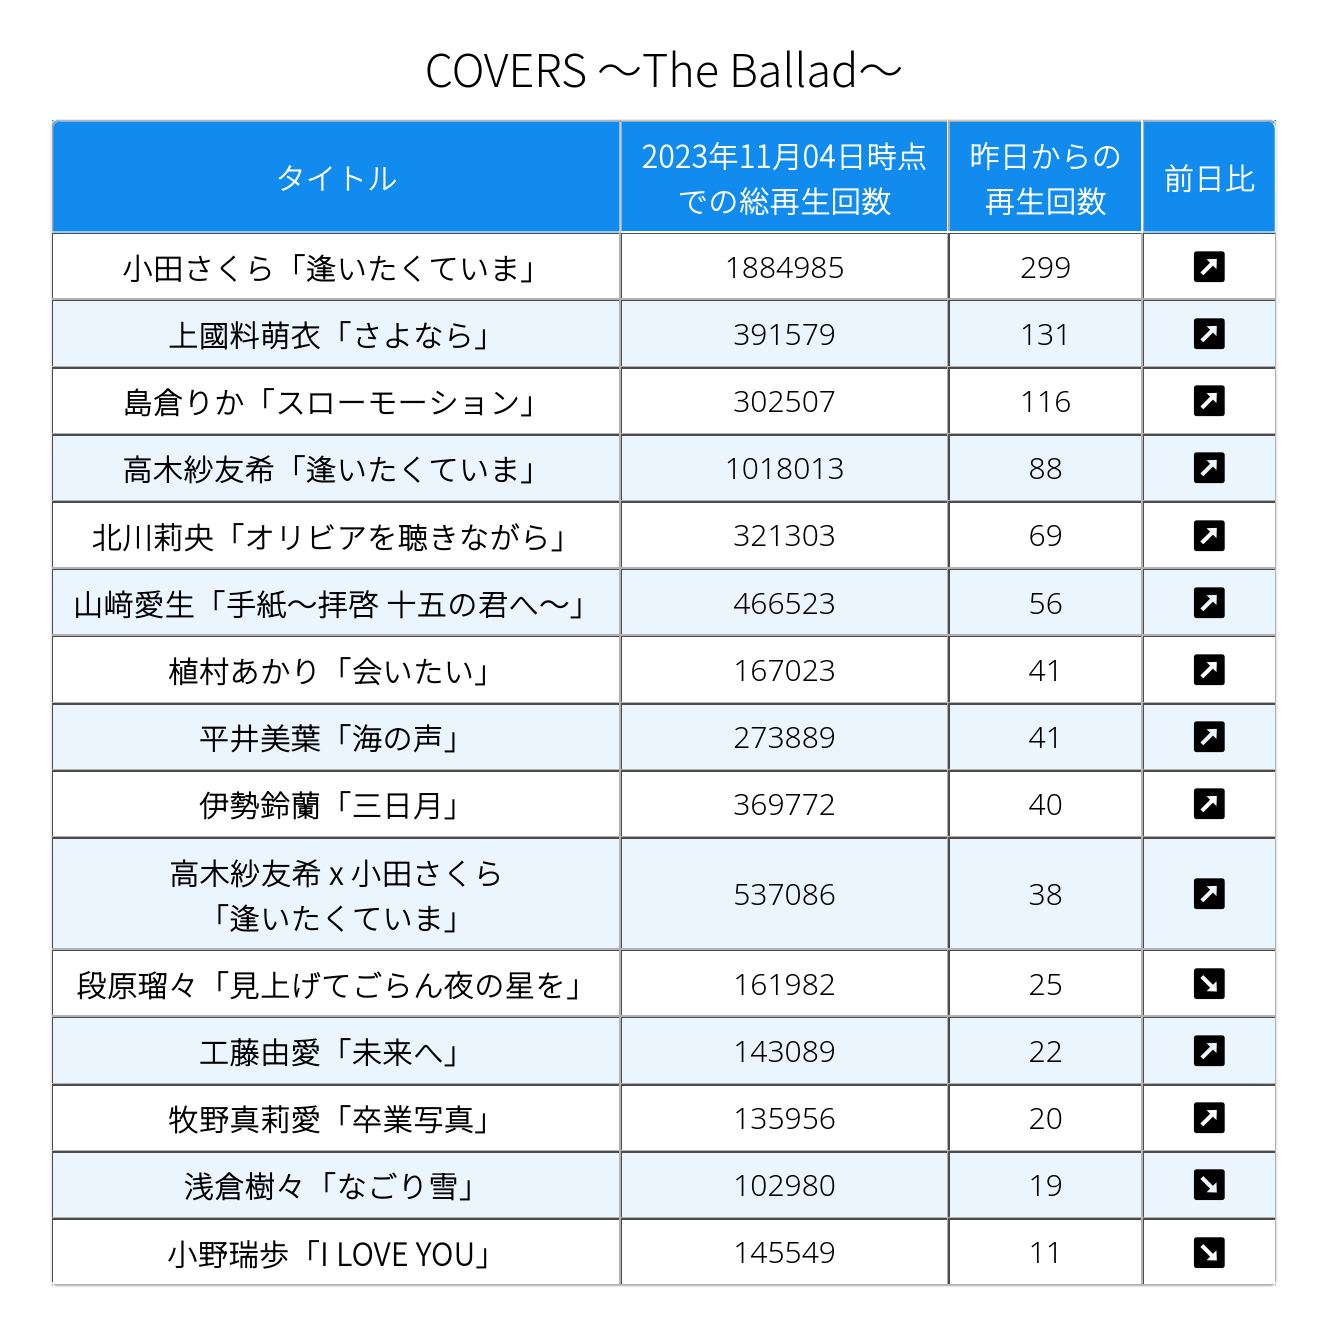 COVERS ～The Ballad～
タイトル
2023年11月04日時点
での総再生回数
昨日からの
再生回数
前日比
小田さくら「逢いたくていま」 1884985 299
上國料萌衣「さよなら」 391579 131
島倉りか「スローモーション」 302507 116
高木紗友希「逢いたくていま」 1018013 88
北川莉央「オリビアを聴きながら」 321303 69
山﨑愛生「手紙～拝啓 十五の君へ～」 466523 56
植村あかり「会いたい」 167023 41
平井美葉「海の声」 273889 41
伊勢鈴蘭「三日月」 369772 40
高木紗友希 x 小田さくら
「逢いたくていま」 537086 38
段原瑠々「見上げてごらん夜の星を」 161982 25
工藤由愛「未来へ」 143089 22
牧野真莉愛「卒業写真」 135956 20
浅倉樹々「なごり雪」 102980 19
小野瑞歩「I LOVE YOU」 145549 11